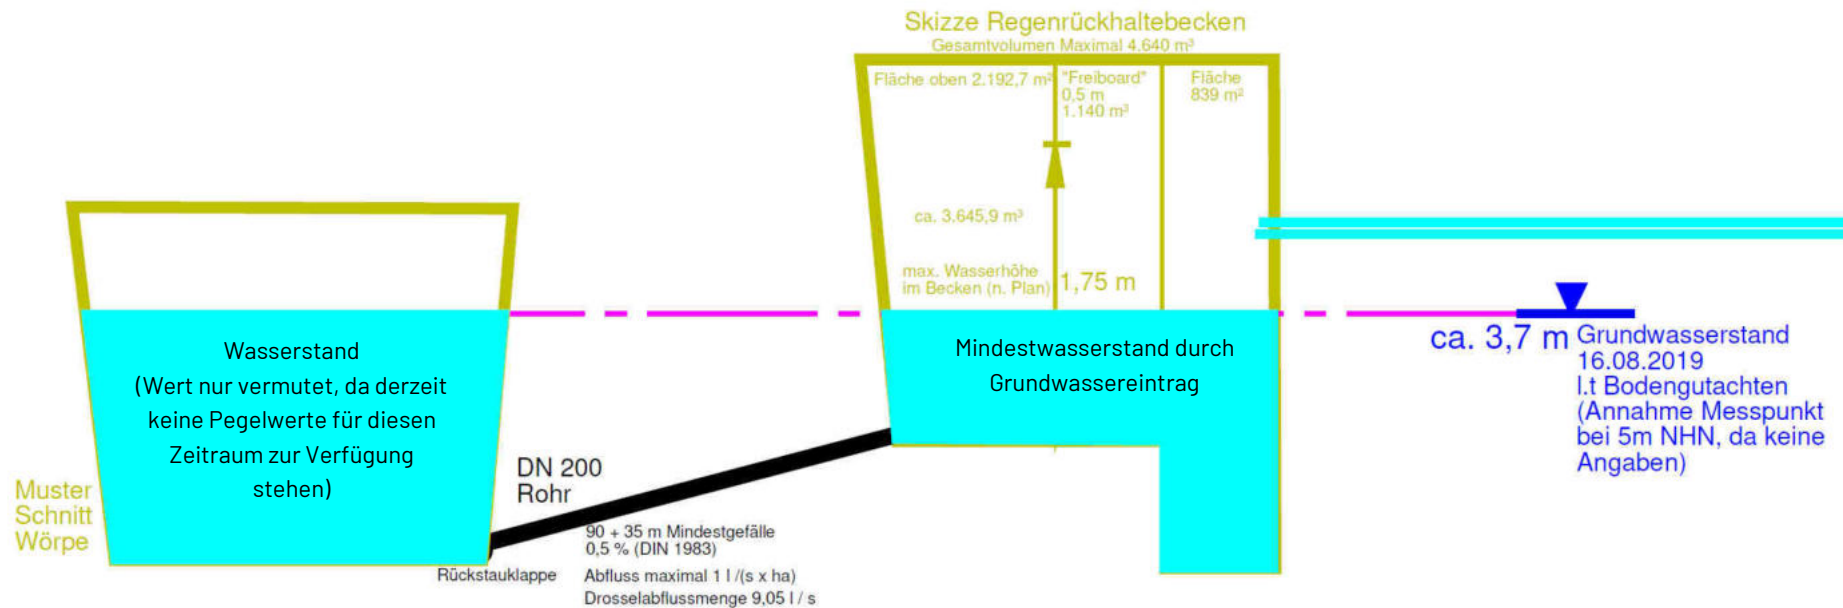 Skizze Regenrückhaltebecken
Gesamtvolumen Maximal 4.640 m³
Fläche oben 2.192,7 m²
"Freiboard"
0,5 m
1.140 m³
Fläche
839 m²
ca. 3.645,9 m³
max. Wasserhöhe
im Becken (n. Plan)
1,75 m
Wasserstand
(Wert nur vermutet, da derzeit
keine Pegelwerte für diesen
Zeitraum zur Verfügung
stehen)
Mindestwasserstand durch
Grundwassereintrag
ca. 3,7 m
Grundwasserstand
16.08.2019
l.t Bodengutachten
(Annahme Messpunkt
bei 5m NHN, da keine
Angaben)
Muster
Schnitt
Wörpe
DN 200
Rohr
90 + 35 m Mindestgefälle
0,5 % (DIN 1983)
Rückstauklappe
Abfluss maximal 1 l /(s x ha)
Drosselabflussmenge 9,05 l / s